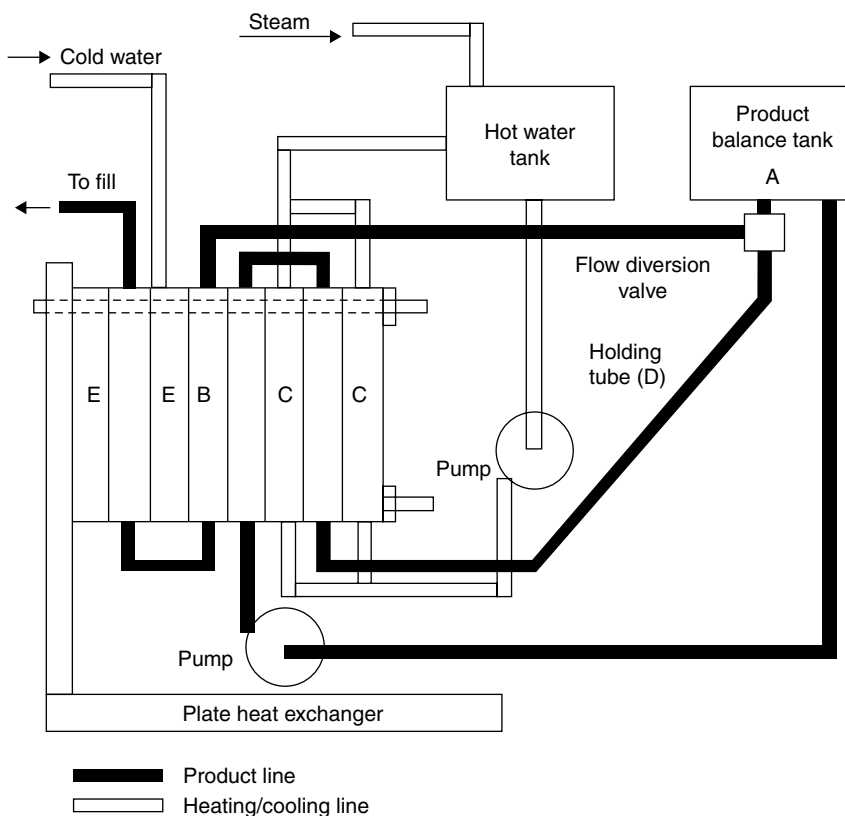 Steam
Cold water
Hot water
tank
Product
balance tank
A
To fill
Flow diversion
valve
Holding
tube (D)
E
E
B
C
C
Pump
Pump
Plate heat exchanger
Product line
Heating/cooling line